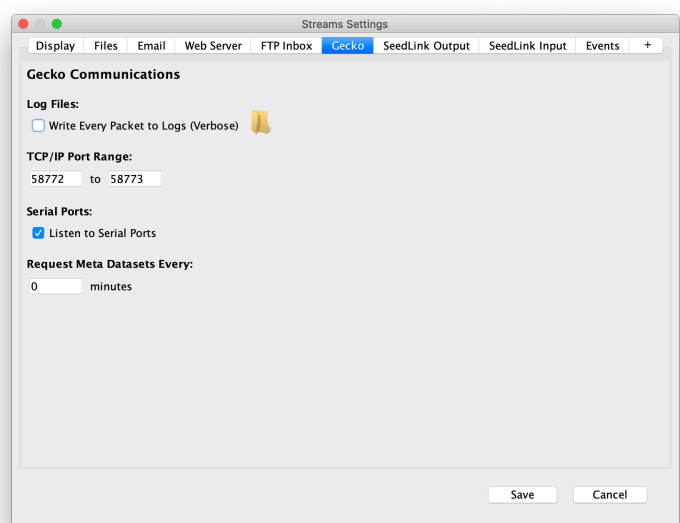 Streams Settings
Display Files Email Web Server FTP Inbox Gecko SeedLink Output SeedLink Input Events +
Gecko Communications
Log Files:
Write Every Packet to Logs (Verbose)
TCP/IP Port Range:
58772 to 58773
Serial Ports:
Listen to Serial Ports
Request Meta Datasets Every:
0 minutes
Save Cancel